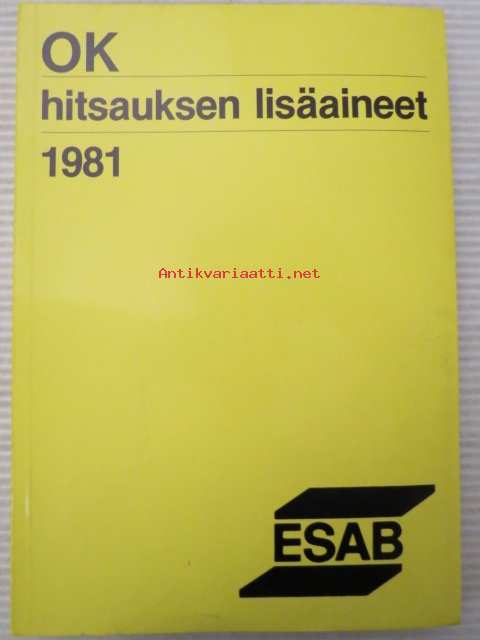 OK
hitsauksen lisäaineet
1981
Antikvariaatti.net
ESAB